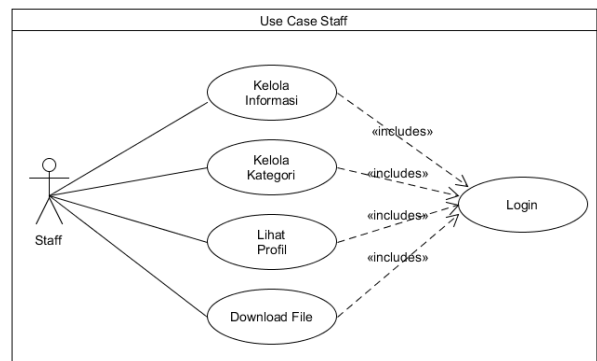 Use Case Staff
Kelola
Informasi
«includes»
Kelola
Kategori
«includes»
Login
Staff
Lihat
Profil
«includes»
«includes»
Download File